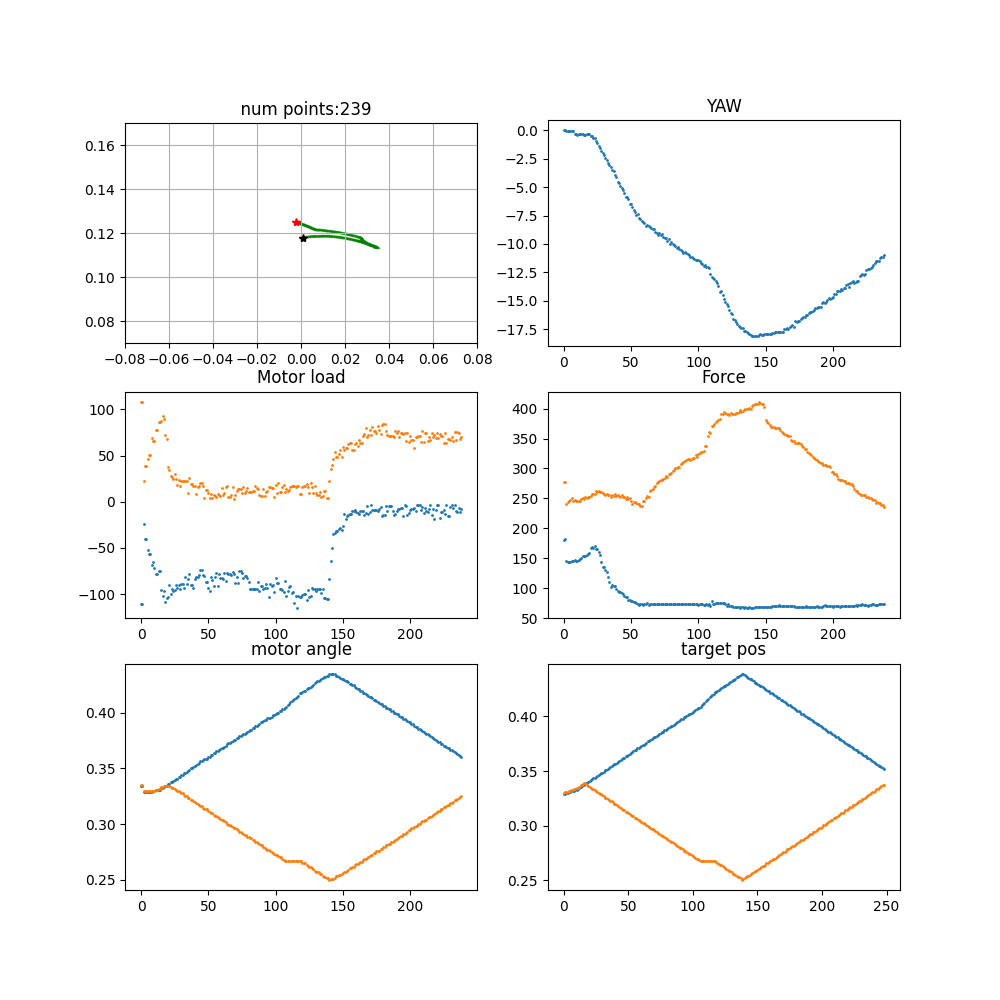 num points:239
0.16
0.14
0.12
0.10
0.08
−0.08 −0.06 −0.04 −0.02 0.00 0.02 0.04 0.06 0.08
YAW
0.0
−2.5
−5.0
−7.5
−10.0
−12.5
−15.0
−17.5
0 50 100 150 200
Motor load
100
50
0
−50
−100
0 50 100 150 200
Force
400
350
300
250
200
150
100
50
0 50 100 150 200
motor angle
0.40
0.35
0.30
0.25
0 50 100 150 200
target pos
0.40
0.35
0.30
0.25
0 50 100 150 200 250